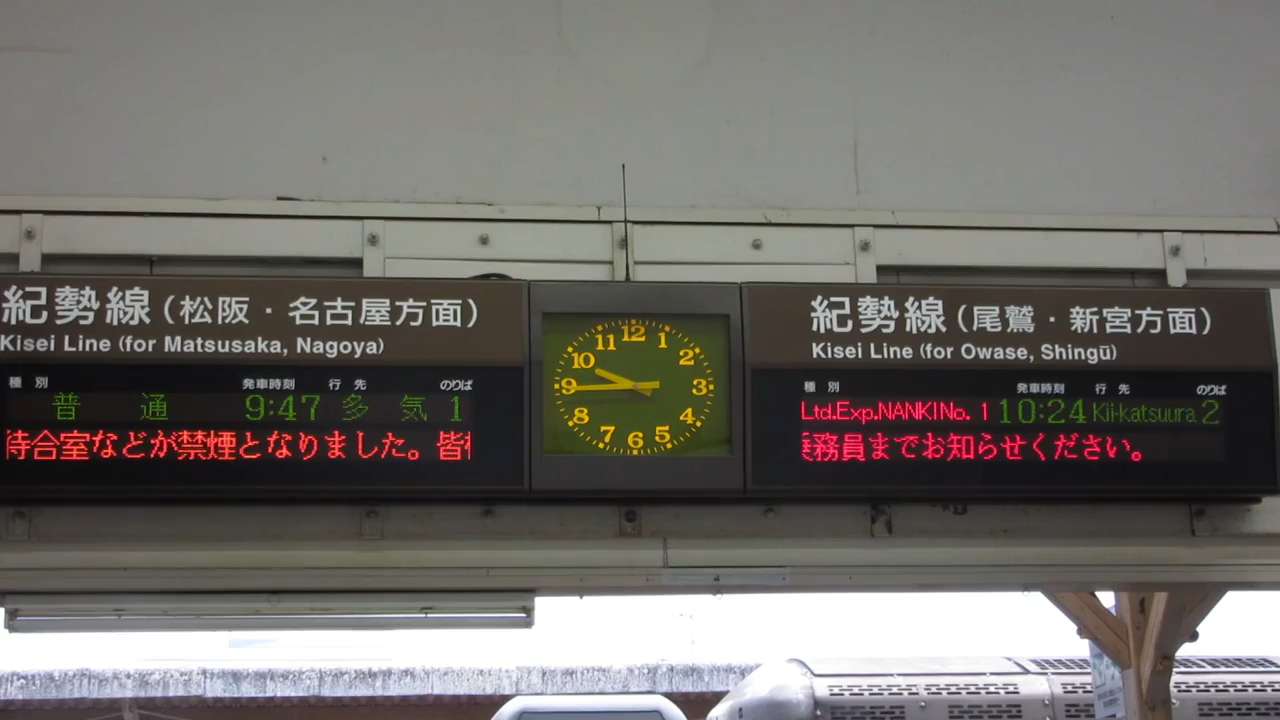 紀勢線(松阪・名古屋方面)
Kisei Line (for Matsusaka, Nagoya)
種別 発車時刻 行先 のりば
普通 9:47 多気 1
待合室などが禁煙となりました。皆様
12 1 2 3 4 5 6 7 8 9 10 11
紀勢線(尾鷲・新宮方面)
Kisei Line (for Owase, Shingū)
種別 発車時刻 行先 のりば
Ltd.Exp.NANKI No. 1 10:24 Kii-katsuura 2
乗務員までお知らせください。